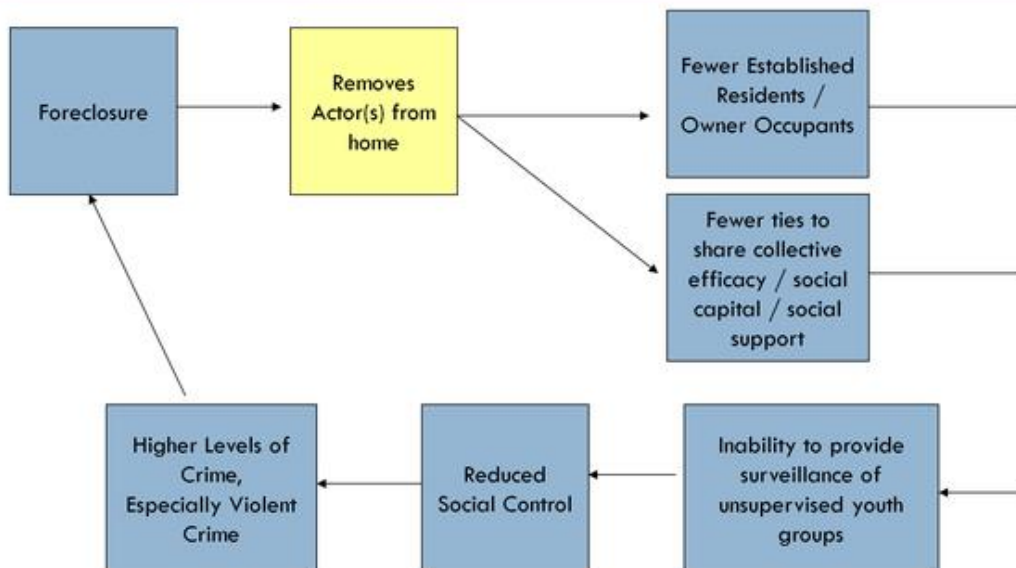 Foreclosure
Removes
Actor(s) from
home
Fewer Established
Residents /
Owner Occupants
Fewer ties to
share collective
efficacy / social
capital / social
support
Higher Levels of
Crime,
Especially Violent
Crime
Reduced
Social Control
Inability to provide
surveillance of
unsupervised youth
groups